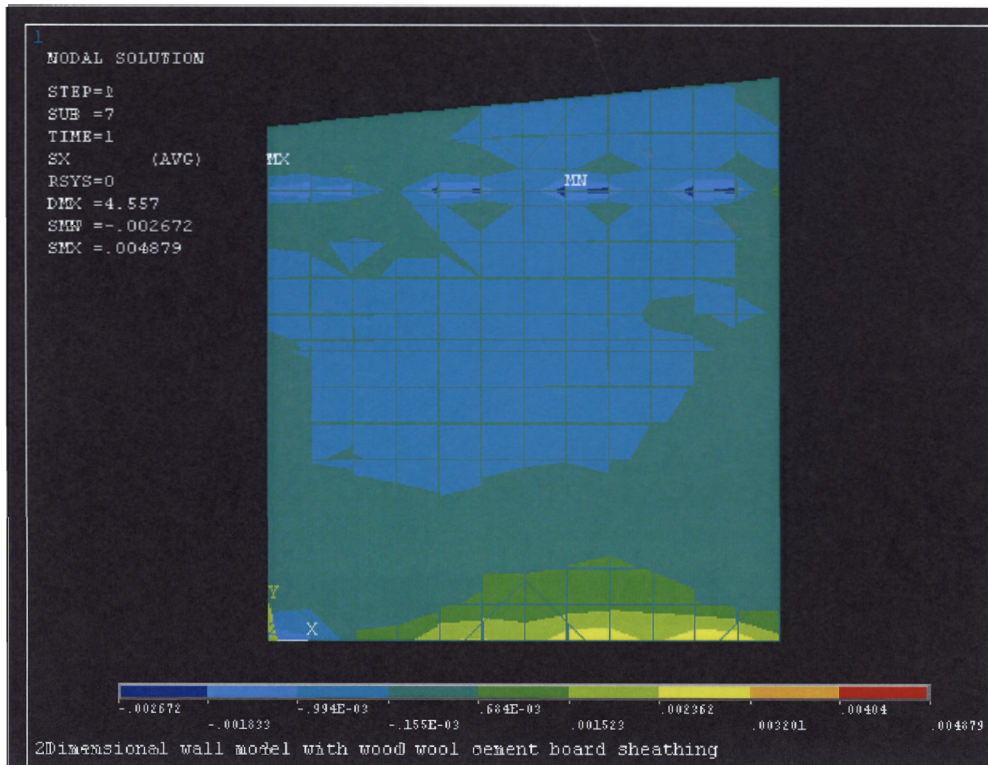 1
NODAL SOLUTION
STEP=1
SUB =7
TIME=1
SX (AVG)
RSYS=0
DMX =4.557
SMN =-.002672
SMX =.004879
MX
MN
Y
X
-.002672 -.994E-03 .684E-03 .002362 .00404
-.001833 -.155E-03 .001523 .003201 .004879
2Dimensional wall model with wood wool cement board sheathing